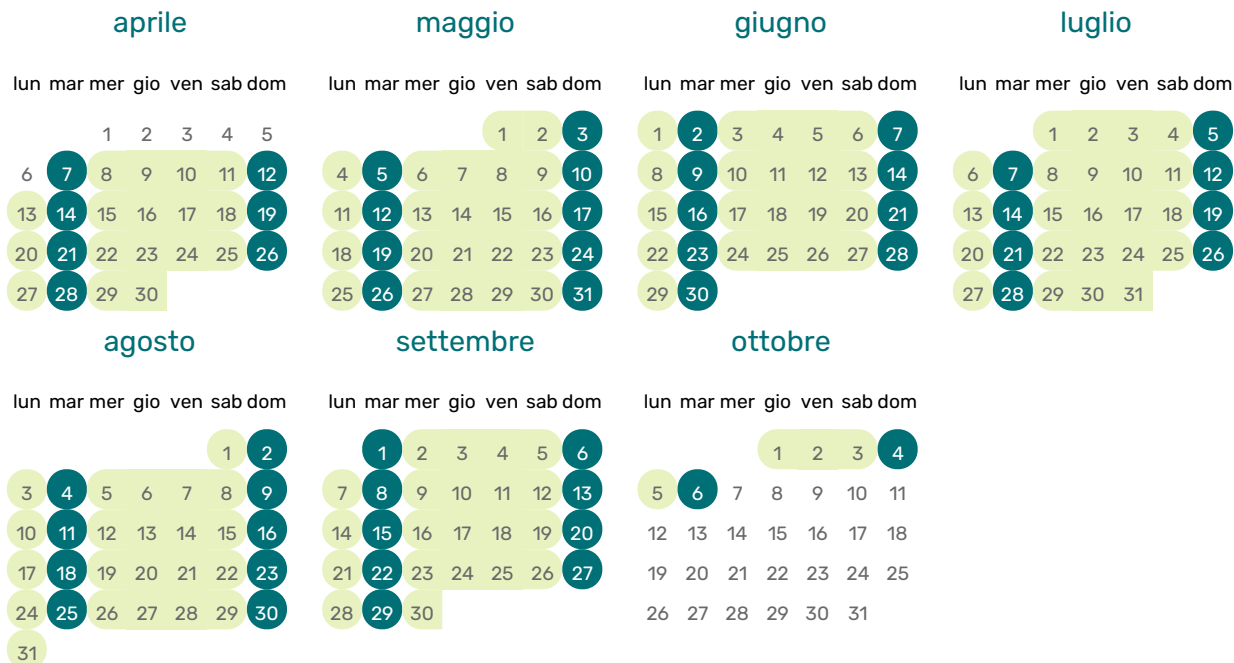 aprile maggio giugno luglio
lun mar mer gio ven sab dom lun mar mer gio ven sab dom lun mar mer gio ven sab dom lun mar mer gio ven sab dom
1 2 3 4 5 1 2 3 1 2 3 4 5 6 7 1 2 3 4 5
6 7 8 9 10 11 12 4 5 6 7 8 9 10 8 9 10 11 12 13 14 6 7 8 9 10 11 12
13 14 15 16 17 18 19 11 12 13 14 15 16 17 15 16 17 18 19 20 21 13 14 15 16 17 18 19
20 21 22 23 24 25 26 18 19 20 21 22 23 24 22 23 24 25 26 27 28 20 21 22 23 24 25 26
27 28 29 30 25 26 27 28 29 30 31 29 30 27 28 29 30 31
agosto settembre ottobre
lun mar mer gio ven sab dom lun mar mer gio ven sab dom lun mar mer gio ven sab dom
1 2 1 2 3 4 5 6 1 2 3 4
3 4 5 6 7 8 9 7 8 9 10 11 12 13 5 6 7 8 9 10 11
10 11 12 13 14 15 16 14 15 16 17 18 19 20 12 13 14 15 16 17 18
17 18 19 20 21 22 23 21 22 23 24 25 26 27 19 20 21 22 23 24 25
24 25 26 27 28 29 30 28 29 30 26 27 28 29 30 31
31